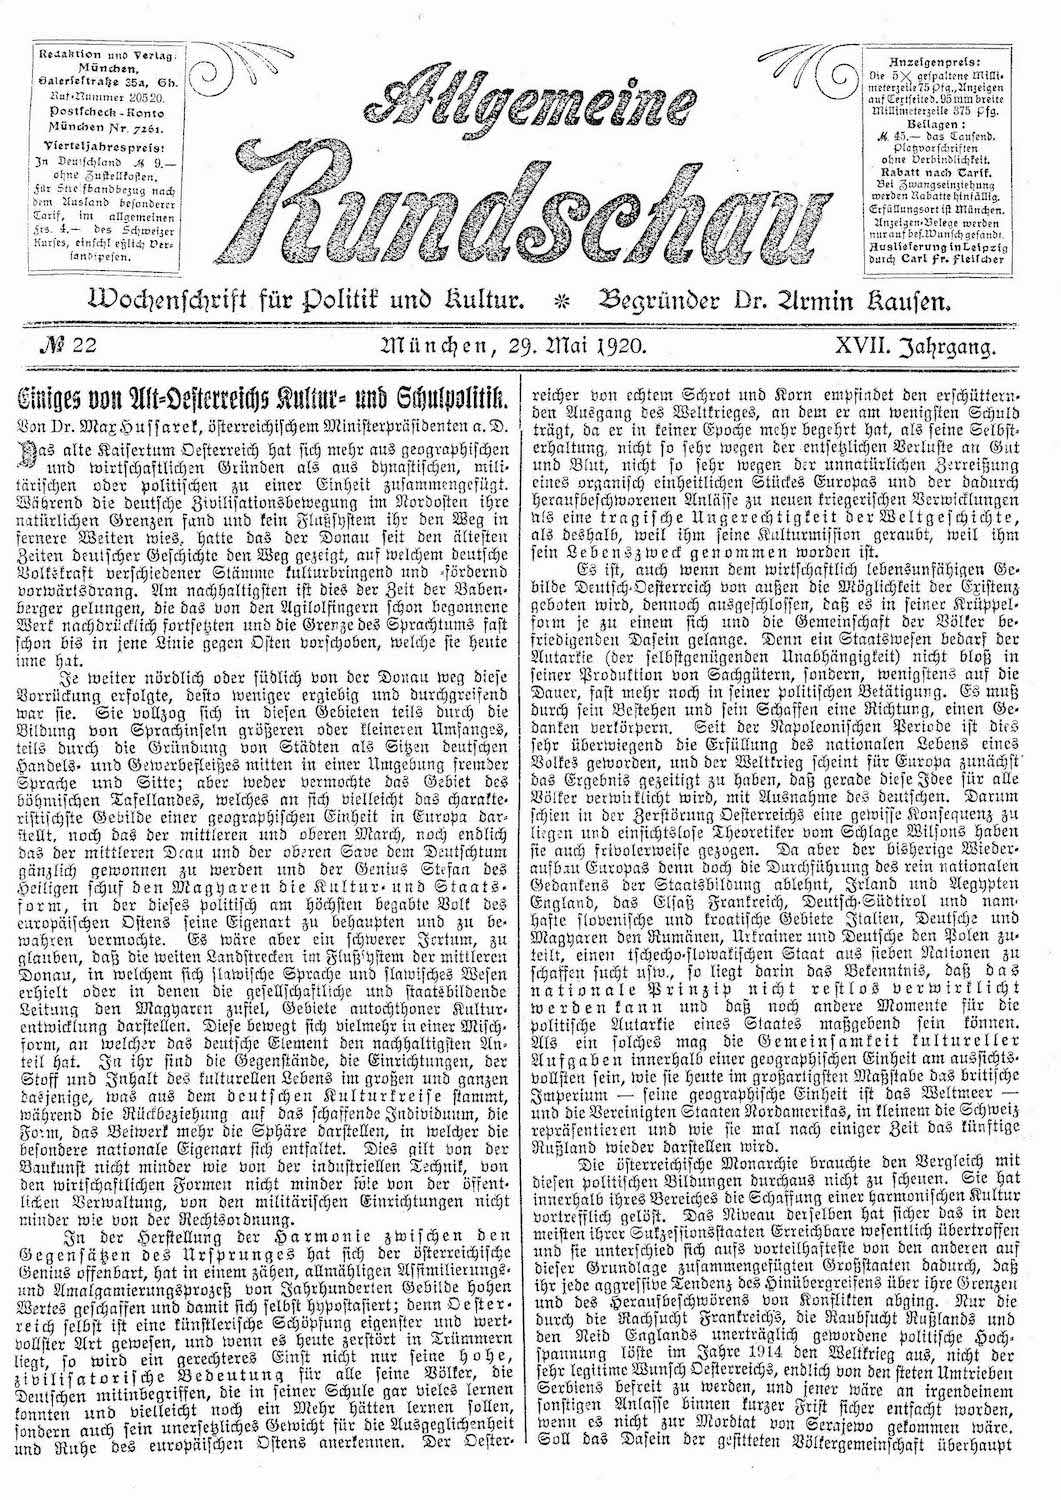 Redaktion und Verlag:
München,
Galeriestraße 35a, Gh.
Ruf-Nummer 20520.
Postscheck-Konto
München Nr. 7261.
Vierteljahrespreis:
In Deutschland ℳ 9.—
ohne Zustellkosten.
Für Streifbandbezug nach
dem Ausland besonderer
Tarif, im allgemeinen
Frs. 4.— des Schweizer
Kurses, einschließlich Ver-
sandspesen.
Allgemeine
Rundschau
Anzeigenpreis:
Die 5× gespaltene Milli-
meterzeile 75 Pfg., Anzeigen
auf Textseite d. 95 mm breite
Millimeterzeile 375 Pfg.
Beilagen:
ℳ 45.— das Tausend.
Platzvorschriften
ohne Verbindlichkeit.
Rabatt nach Tarif.
Bei Zwangseinziehung
werden Rabatte hinfällig.
Erfüllungsort ist München.
Anzeigen-Belege werden
nur auf bes. Wunsch gesandt.
Auslieferung in Leipzig
durch Carl Fr. Fleischer
Wochenschrift für Politik und Kultur. ❋ Begründer Dr. Armin Kausen.
№ 22 München, 29. Mai 1920. XVII. Jahrgang.
Einiges von Alt-Oesterreichs Kultur- und Schulpolitik.
Von Dr. Max Hussarek, österreichischem Ministerpräsidenten a. D.
Das alte Kaisertum Oesterreich hat sich mehr aus geographischen
und wirtschaftlichen Gründen als aus dynastischen, mili-
tärischen oder politischen zu einer Einheit zusammengefügt.
Während die deutsche Zivilisationsbewegung im Nordosten ihre
natürlichen Grenzen fand und kein Flußsystem ihr den Weg in
fernere Weiten wies, hatte das der Donau seit den ältesten
Zeiten deutscher Geschichte den Weg gezeigt, auf welchem deutsche
Volkskraft verschiedener Stämme kulturbringend und -fördernd
vorwärtsdrang. Am nachhaltigsten ist dies der Zeit der Baben-
berger gelungen, die das von den Agilolfingern schon begonnene
Werk nachdrücklich fortsetzten und die Grenze des Sprachtums fast
schon bis in jene Linie gegen Osten vorschoben, welche sie heute
inne hat.
Je weiter nördlich oder südlich von der Donau weg diese
Vorrückung erfolgte, desto weniger ergiebig und durchgreifend
war sie. Sie vollzog sich in diesen Gebieten teils durch die
Bildung von Sprachinseln größeren oder kleineren Umfanges,
teils durch die Gründung von Städten als Sitzen deutschen
Handels- und Gewerbefleißes mitten in einer Umgebung fremder
Sprache und Sitte; aber weder vermochte das Gebiet des
böhmischen Tafellandes, welches an sich vielleicht das charakte-
ristischste Gebilde einer geographischen Einheit in Europa dar-
stellt, noch das der mittleren und oberen March, noch endlich
das der mittleren Drau und der oberen Save dem Deutschtum
gänzlich gewonnen zu werden und der Genius Stefan des
Heiligen schuf den Magyaren die Kultur- und Staats-
form, in der dieses politisch am höchsten begabte Volk des
europäischen Ostens seine Eigenart zu behaupten und zu be-
wahren vermochte. Es wäre aber ein schwerer Irrtum, zu
glauben, daß die weiten Landstrecken im Flußsystem der mittleren
Donau, in welchem sich slawische Sprache und slawisches Wesen
erhielt oder in denen die gesellschaftliche und staatsbildende
Leitung den Magyaren zufiel, Gebiete autochthoner Kultur-
entwicklung darstellen. Diese bewegt sich vielmehr in einer Misch-
form, an welcher das deutsche Element den nachhaltigsten An-
teil hat. In ihr sind die Gegenstände, die Einrichtungen, der
Stoff und Inhalt des kulturellen Lebens im großen und ganzen
dasjenige, was aus dem deutschen Kulturkreise stammt,
während die Rückbeziehung auf das schaffende Individuum, die
Form, das Beiwerk mehr die Sphäre darstellen, in welcher die
besondere nationale Eigenart sich entfaltet. Dies gilt von der
Baukunst nicht minder wie von der industriellen Technik, von
den wirtschaftlichen Formen nicht minder wie von der öffent-
lichen Verwaltung, von den militärischen Einrichtungen nicht
minder wie von der Rechtsordnung.
In der Herstellung der Harmonie zwischen den
Gegensätzen des Ursprunges hat sich der österreichische
Genius offenbart, hat in einem zähen, allmähligen Assimilierungs-
und Amalgamierungsprozeß von Jahrhunderten Gebilde hohen
Wertes geschaffen und damit sich selbst hypostasiert; denn Oester-
reich selbst ist eine künstlerische Schöpfung eigenster und wert-
vollster Art gewesen, und wenn es heute zerstört in Trümmern
liegt, so wird ein gerechteres Einst nicht nur seine hohe,
zivilisatorische Bedeutung für alle seine Völker, die
Deutschen mitinbegriffen, die in seiner Schule gar vieles lernen
konnten und vielleicht noch ein Mehr hätten lernen sollen,
sondern auch sein unersetzliches Gewicht für die Ausgeglichenheit
und Ruhe des europäischen Ostens anerkennen. Der Oester-
reicher von echtem Schrot und Korn empfindet den erschüttern-
den Ausgang des Weltkrieges, an dem er am wenigsten Schuld
trägt, da er in keiner Epoche mehr begehrt hat, als seine Selbst-
erhaltung, nicht so sehr wegen der entsetzlichen Verluste an Gut
und Blut, nicht so sehr wegen der unnatürlichen Zerreißung
eines organisch einheitlichen Stückes Europas und der dadurch
heraufbeschworenen Anlässe zu neuen kriegerischen Verwicklungen
als eine tragische Ungerechtigkeit der Weltgeschichte,
als deshalb, weil ihm seine Kulturmission geraubt, weil ihm
sein Lebenszweck genommen worden ist.
Es ist, auch wenn dem wirtschaftlich lebensunfähigen Ge-
bilde Deutsch-Oesterreich von außen die Möglichkeit der Existenz
geboten wird, dennoch ausgeschlossen, daß es in seiner Krüppel-
form je zu einem sich und die Gemeinschaft der Völker be-
friedigenden Dasein gelange. Denn ein Staatswesen bedarf der
Autarkie (der selbstgenügenden Unabhängigkeit) nicht bloß in
seiner Produktion von Sachgütern, sondern, wenigstens auf die
Dauer, fast mehr noch in seiner politischen Betätigung. Es muß
durch sein Bestehen und sein Schaffen eine Richtung, einen Ge-
danken verkörpern. Seit der Napoleonischen Periode ist dies
sehr überwiegend die Erfüllung des nationalen Lebens eines
Volkes geworden, und der Weltkrieg scheint für Europa zunächst
das Ergebnis gezeitigt zu haben, daß gerade diese Idee für alle
Völker verwirklicht wird, mit Ausnahme des deutschen. Darum
schien in der Zerstörung Oesterreichs eine gewisse Konsequenz zu
liegen und einsichtslose Theoretiker vom Schlage Wilsons haben
sie auch frivolerweise gezogen. Da aber der bisherige Wieder-
aufbau Europas denn doch die Durchführung des rein nationalen
Gedankens der Staatsbildung ablehnt, Irland und Aegypten
England, das Elsaß Frankreich, Deutsch-Südtirol und nam-
hafte slovenische und kroatische Gebiete Italien, Deutsche und
Magyaren den Rumänen, Urkrainer und Deutsche den Polen zu-
teilt, einen tschecho-slowakischen Staat aus sieben Nationen zu
schaffen sucht usw., so liegt darin das Bekenntnis, daß das
nationale Prinzip nicht restlos verwirklicht
werden kann und daß noch andere Momente für die
politische Autarkie eines Staates maßgebend sein können.
Als ein solches mag die Gemeinsamkeit kultureller
Aufgaben innerhalb einer geographischen Einheit am aussichts-
vollsten sein, wie sie heute im großartigsten Maßstabe das britische
Imperium — seine geographische Einheit ist das Weltmeer —
und die Vereinigten Staaten Nordamerikas, in kleinem die Schweiz
repräsentieren und wie sie mal nach einiger Zeit das künftige
Rußland wieder darstellen wird.
Die österreichische Monarchie brauchte den Vergleich mit
diesen politischen Bildungen durchaus nicht zu scheuen. Sie hat
innerhalb ihres Bereiches die Schaffung einer harmonischen Kultur
vortrefflich gelöst. Das Niveau derselben hat sicher das in den
meisten ihrer Sukzessionsstaaten Erreichbare wesentlich übertroffen
und sie unterschied sich aufs vorteilhafteste von den anderen auf
dieser Grundlage zusammengefügten Großstaaten dadurch, daß
ihr jede aggressive Tendenz des Hinübergreifens über ihre Grenzen
und des Heraufbeschwörens von Konflikten abging. Nur die
durch die Rachsucht Frankreichs, die Raubsucht Rußlands und
den Neid Englands unerträglich gewordene politische Hoch-
spannung löste im Jahre 1914 den Weltkrieg aus, nicht der
sehr legitime Wunsch Oesterreichs, endlich von den steten Umtrieben
Serbiens befreit zu werden, und jener wäre an irgendeinem
sonstigen Anlasse binnen kurzer Frist sicher entfacht worden,
wenn es nicht zur Mordtat von Serajewo gekommen wäre.
Soll das Dasein der gesitteten Völkergemeinschaft überhaupt